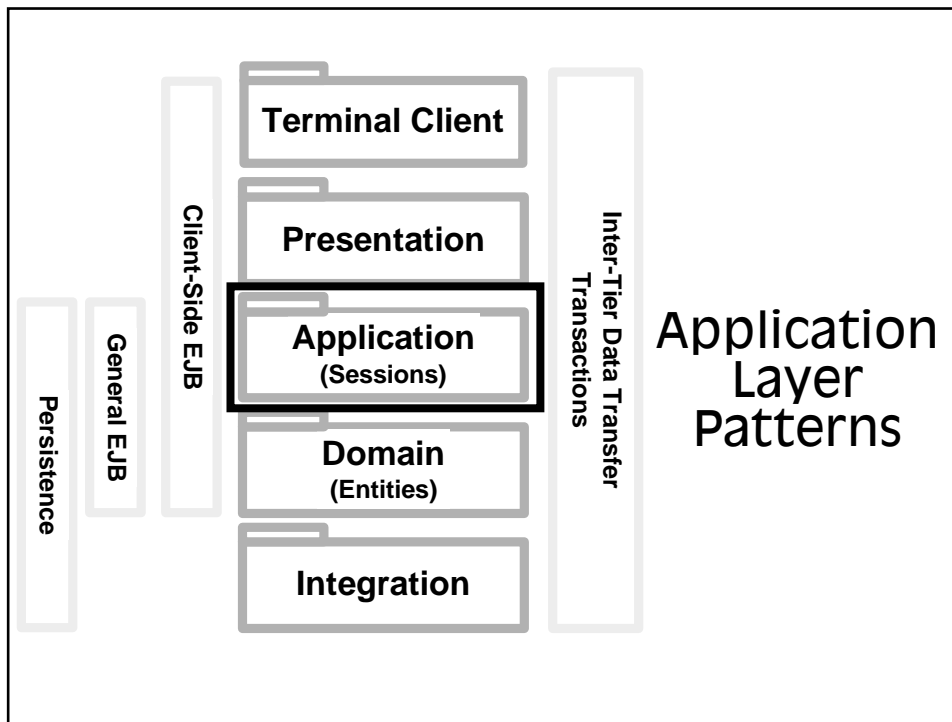 Terminal Client
Presentation
Application
(Sessions)
Domain
(Entities)
Integration
Persistence
General EJB
Client-Side EJB
Inter-Tier Data Transfer
Transactions
Application
Layer
Patterns